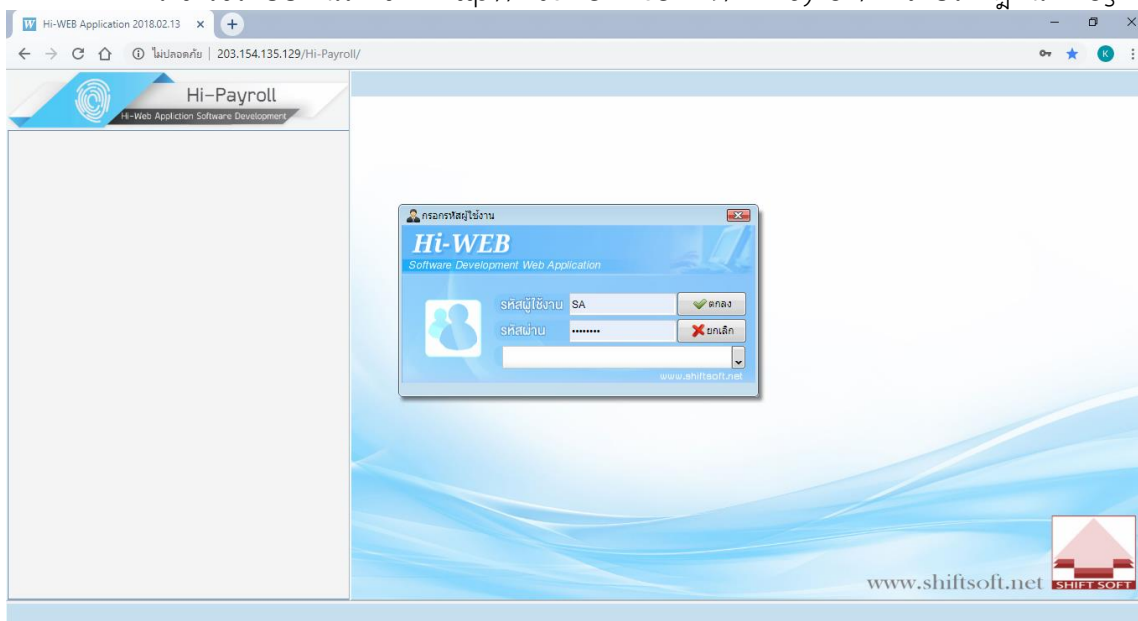 Hi-WEB Application 2018.02.13
ไม่ปลอดภัย | 203.154.135.129/Hi-Payroll/
K
Hi-Payroll
Hi-Web Appliction Software Development
กรอกรหัสผู้ใช้งาน
Hi-WEB
Software Development Web Application
รหัสผู้ใช้งาน SA ตกลง
รหัสผ่าน •••••••• ยกเลิก
www.shiftsoft.net
www.shiftsoft.net SHIFT SOFT